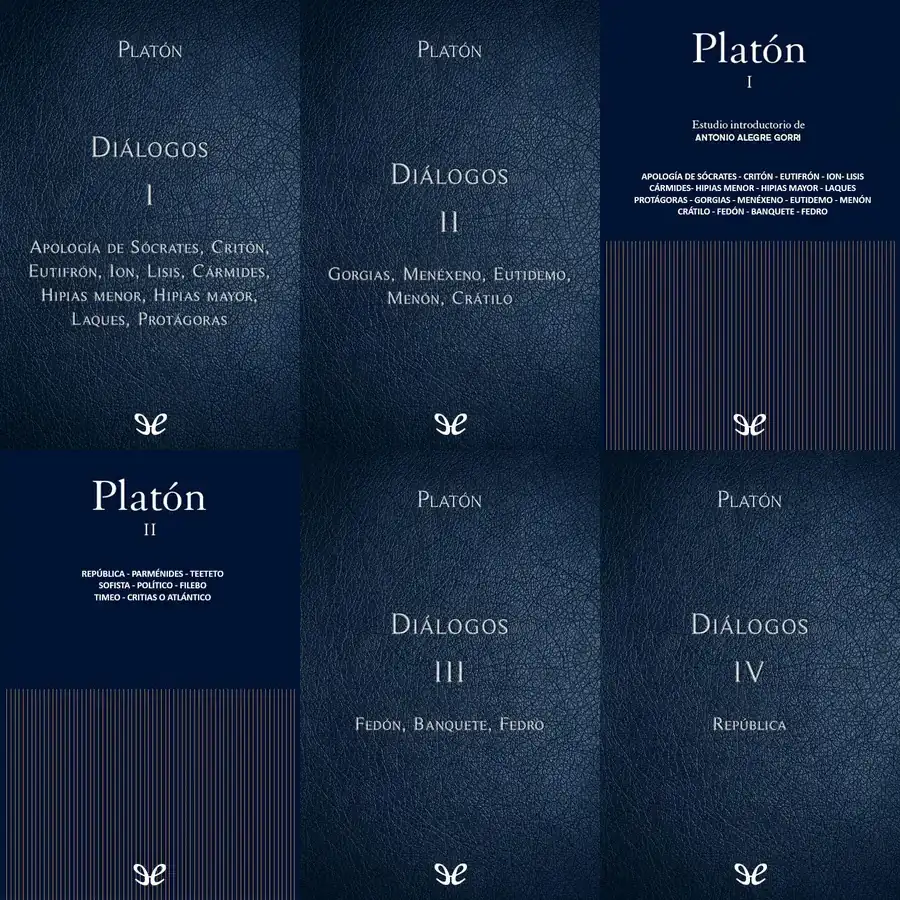 Platón
Diálogos
I
Apología de Sócrates, Critón,
Eutifrón, Ion, Lisis, Cármides,
Hipias menor, Hipias mayor,
Laques, Protágoras
Platón
Diálogos
II
Gorgias, Menéxeno, Eutidemo,
Menón, Crátilo
Platón
I
Estudio introductorio de
ANTONIO ALEGRE GORRI
APOLOGÍA DE SÓCRATES - CRITÓN - EUTIFRÓN - ION- LISIS
CÁRMIDES- HIPIAS MENOR - HIPIAS MAYOR - LAQUES
PROTÁGORAS - GORGIAS - MENÉXENO - EUTIDEMO - MENÓN
CRÁTILO - FEDÓN - BANQUETE - FEDRO
Platón
II
REPÚBLICA - PARMÉNIDES - TEETETO
SOFISTA - POLÍTICO - FILEBO
TIMEO - CRITIAS O ATLÁNTICO
Platón
Diálogos
III
Fedón, Banquete, Fedro
Platón
Diálogos
IV
República